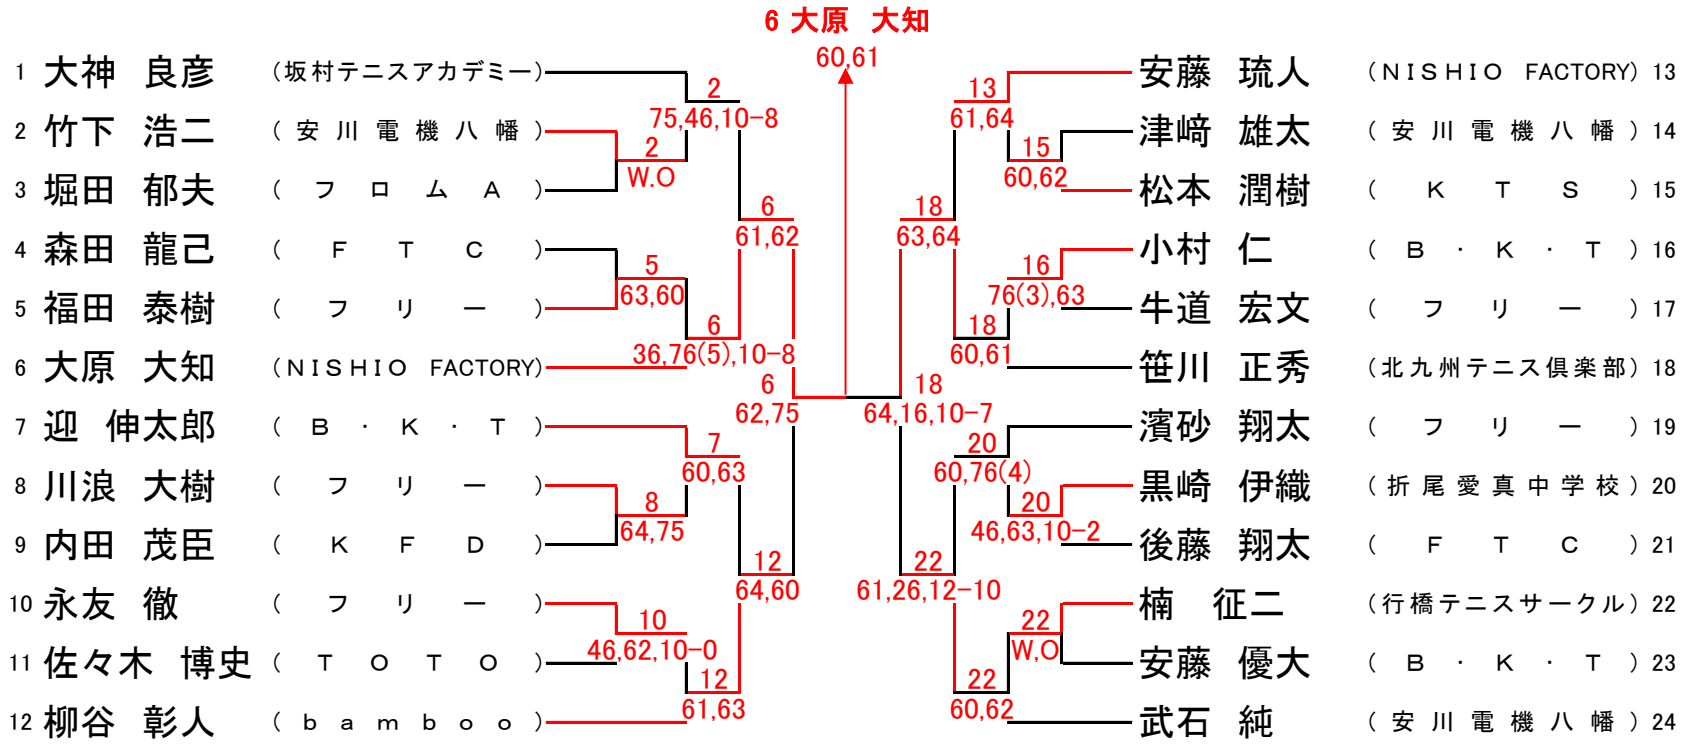 6 大原 大知
60,61
1 大神 良彦 (坂村テニスアカデミー)
2 竹下 浩二 (安川電機八幡)
3 堀田 郁夫 (フロムA)
4 森田 龍己 (FTC)
5 福田 泰樹 (フリー)
6 大原 大知 (NISHIO FACTORY)
7 迎 伸太郎 (B・K・T)
8 川浪 大樹 (フリー)
9 内田 茂臣 (KFD)
10 永友 徹 (フリー)
11 佐々木 博史 (TOTO)
12 柳谷 彰人 (bamboo)
2
75,46,10-8
2
W.O
6
61,62
5
63,60
6
36,76(5),10-8
6
62,75
7
60,63
8
64,75
12
64,60
10
46,62,10-0
12
61,63
13
61,64
15
60,62
18
63,64
16
76(3),63
18
60,61
18
64,16,10-7
20
60,76(4)
20
46,63,10-2
22
61,26,12-10
22
W,O
22
60,62
安藤 琉人 (NISHIO FACTORY) 13
津﨑 雄太 (安川電機八幡) 14
松本 潤樹 (KTS) 15
小村 仁 (B・K・T) 16
牛道 宏文 (フリー) 17
笹川 正秀 (北九州テニス倶楽部) 18
濱砂 翔太 (フリー) 19
黒崎 伊織 (折尾愛真中学校) 20
後藤 翔太 (FTC) 21
楠 征二 (行橋テニスサークル) 22
安藤 優大 (B・K・T) 23
武石 純 (安川電機八幡) 24